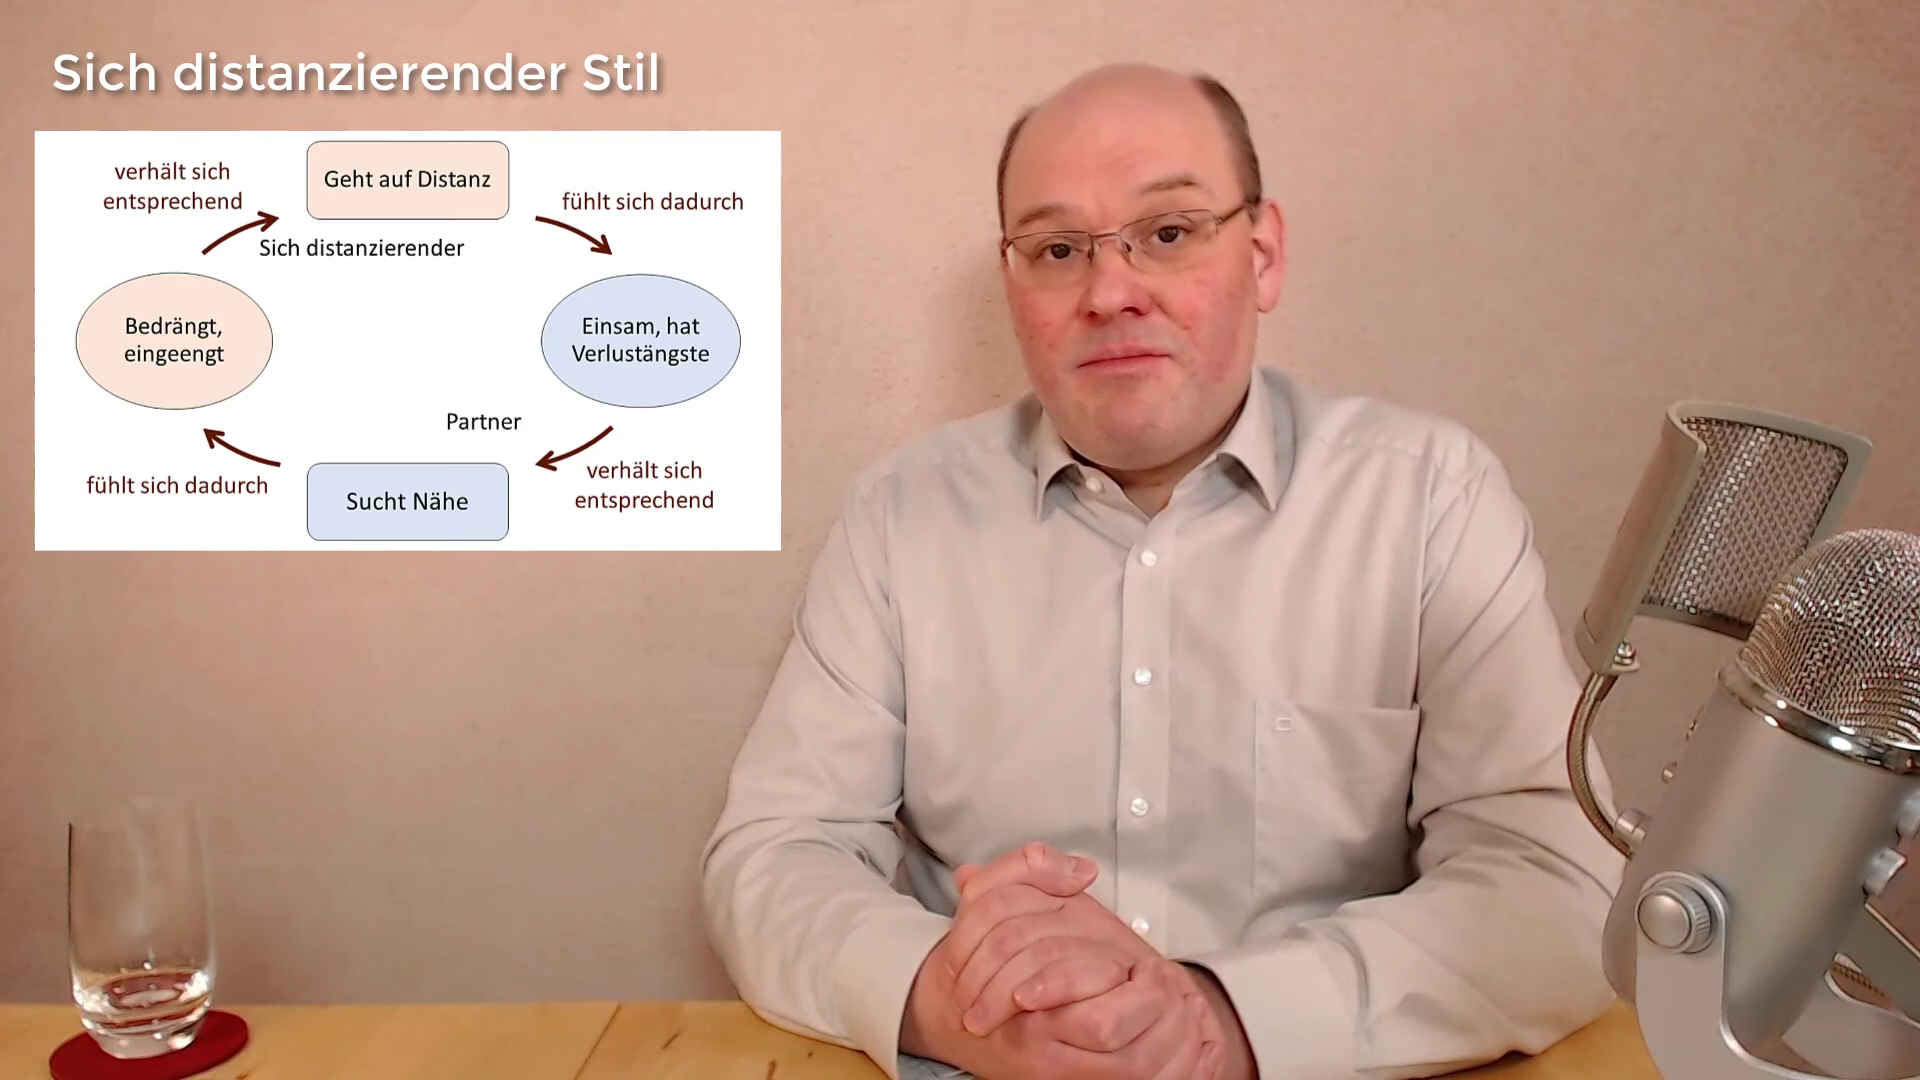 Sich distanzierender Stil
verhält sich
entsprechend
Geht auf Distanz
fühlt sich dadurch
Sich distanzierender
Bedrängt,
eingeengt
Einsam, hat
Verlustängste
Partner
fühlt sich dadurch
Sucht Nähe
verhält sich
entsprechend